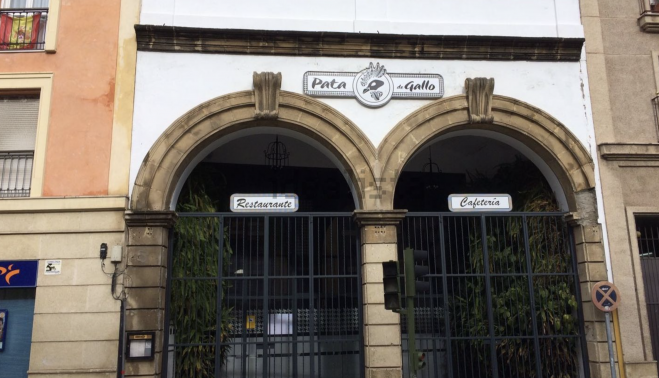 Pata de Gallo
Restaurante
Cafetería